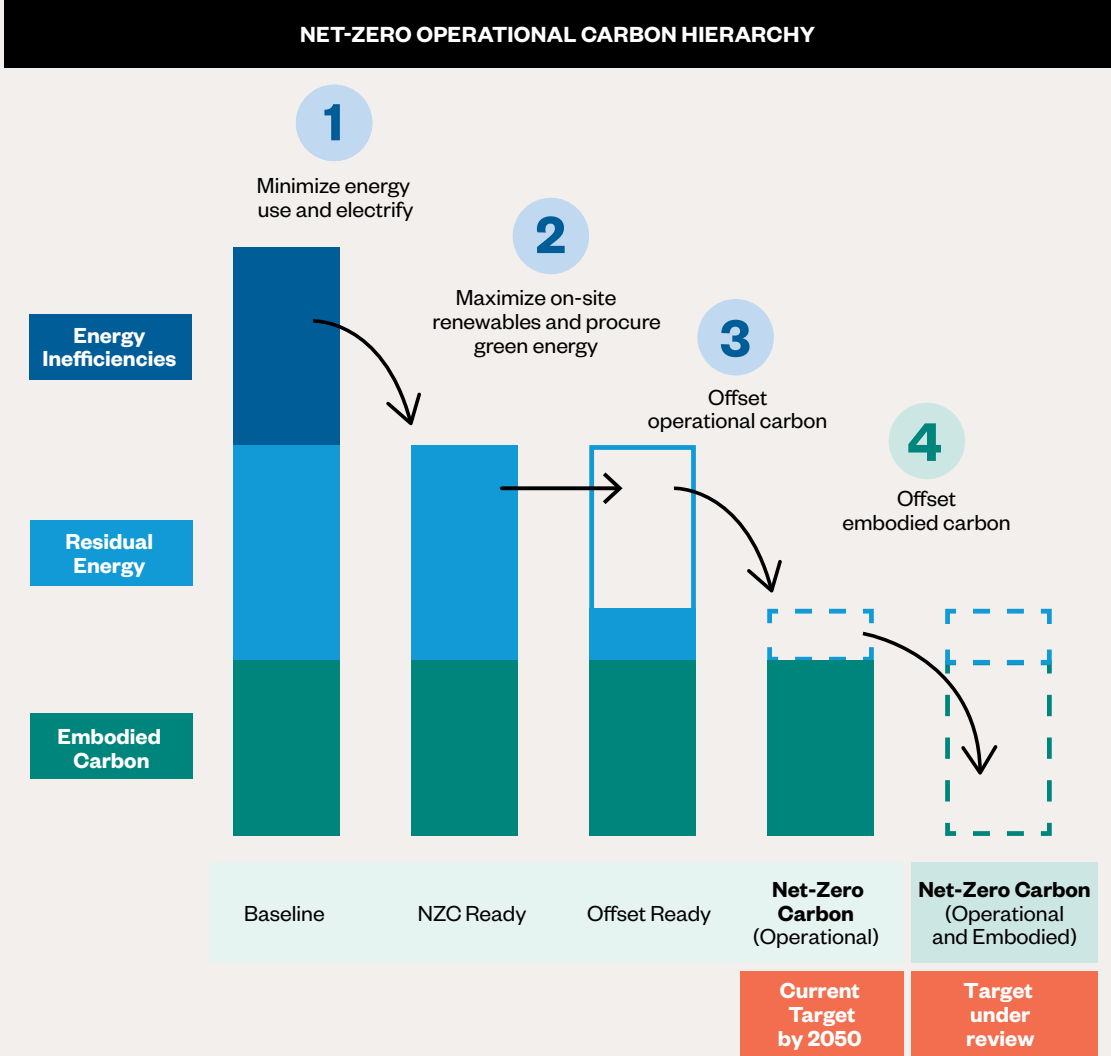 NET-ZERO OPERATIONAL CARBON HIERARCHY
1
Minimize energy
use and electrify
2
Maximize on-site
renewables and procure
green energy
3
Offset
operational carbon
4
Offset
embodied carbon
Energy
Inefficiencies
Residual
Energy
Embodied
Carbon
Baseline
NZC Ready
Offset Ready
Net-Zero
Carbon
(Operational)
Net-Zero Carbon
(Operational
and Embodied)
Current
Target
by 2050
Target
under
review